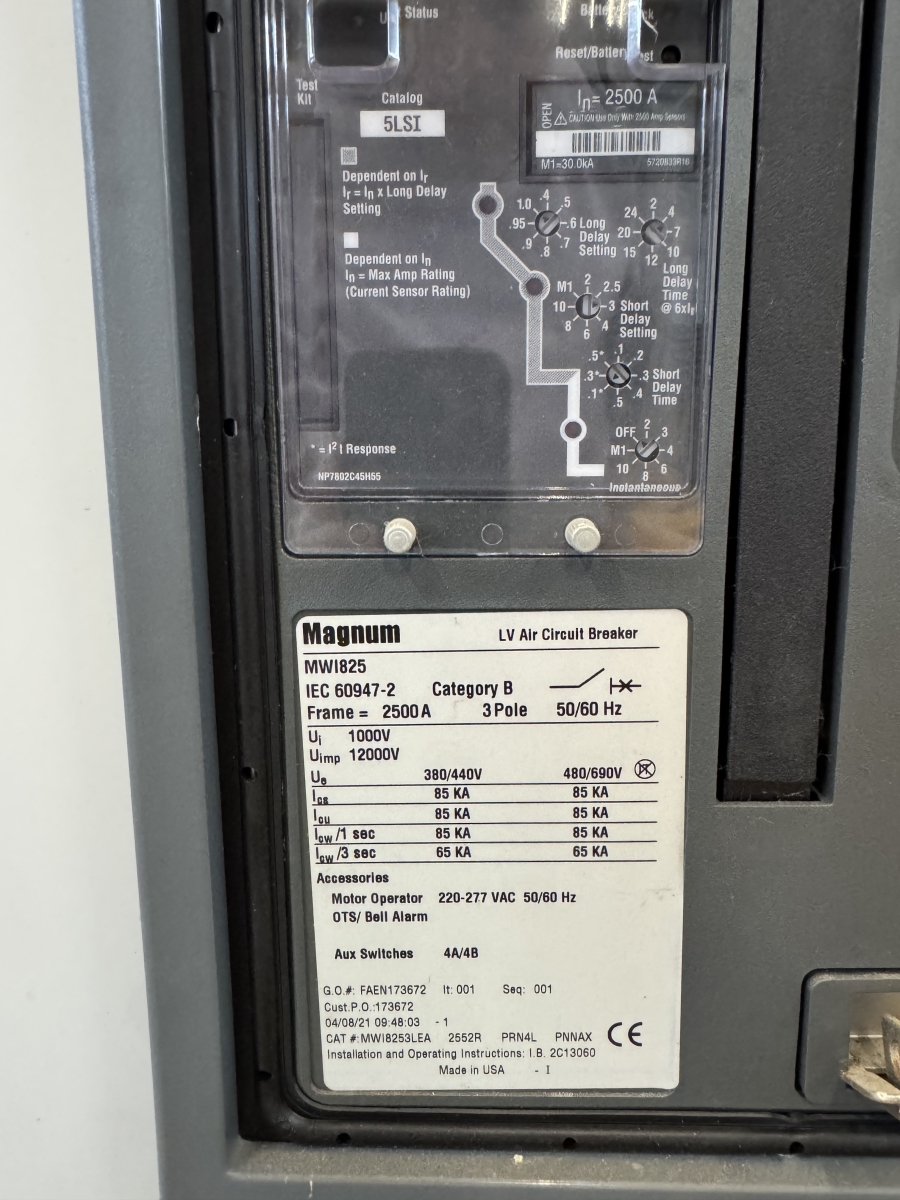 Unit Status
Reset/Battery Test
Test
Kit
Catalog
5LSI
OPEN
In= 2500 A
CAUTION Use Only With 2500 Amp Sensors
M1=30.0kA
5720B33R16
Dependent on Ir
Ir = In x Long Delay
Setting
Dependent on In
In = Max Amp Rating
(Current Sensor Rating)
.4
1.0 .5
.95 .6
.9 .7
.8
Long
Delay
Setting
2
24 4
20 7
15 10
12
Long
Delay
Time
@ 6xIr
2
M1 2.5
10 3
8 4
6
Short
Delay
Setting
.1
.5* .2
.3* .3
.1* .4
.5
Short
Delay
Time
2
OFF 3
M1 4
10 6
8
Instantaneous
* = I² t Response
NP7802C45H55
Magnum LV Air Circuit Breaker
MWI825
IEC 60947-2 Category B
Frame = 2500 A 3 Pole 50/60 Hz
Ui 1000V
Uimp 12000V
Ue 380/440V 480/690V
Ics 85 KA 85 KA
Icu 85 KA 85 KA
Icw /1 sec 85 KA 85 KA
Icw /3 sec 65 KA 65 KA
Accessories
Motor Operator 220-277 VAC 50/60 Hz
OTS/ Bell Alarm
Aux Switches 4A/4B
G.O.#: FAEN173672 It: 001 Seq: 001
Cust.P.O.:173672
04/08/21 09:48:03 - 1
CAT #:MWI8253LEA 2552R PRN4L PNNAX CE
Installation and Operating Instructions: I.B. 2C13060
Made in USA - I